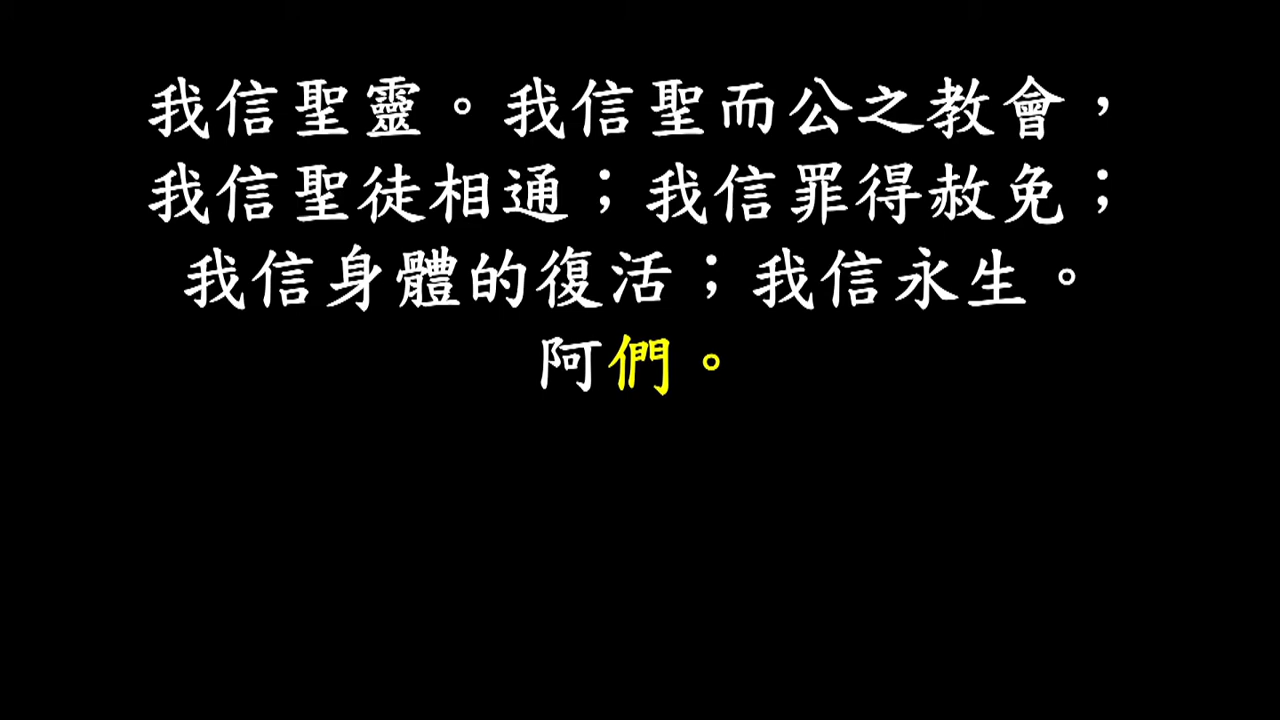 我信聖靈。我信聖而公之教會，
我信聖徒相通；我信罪得赦免；
我信身體的復活；我信永生。
阿們。